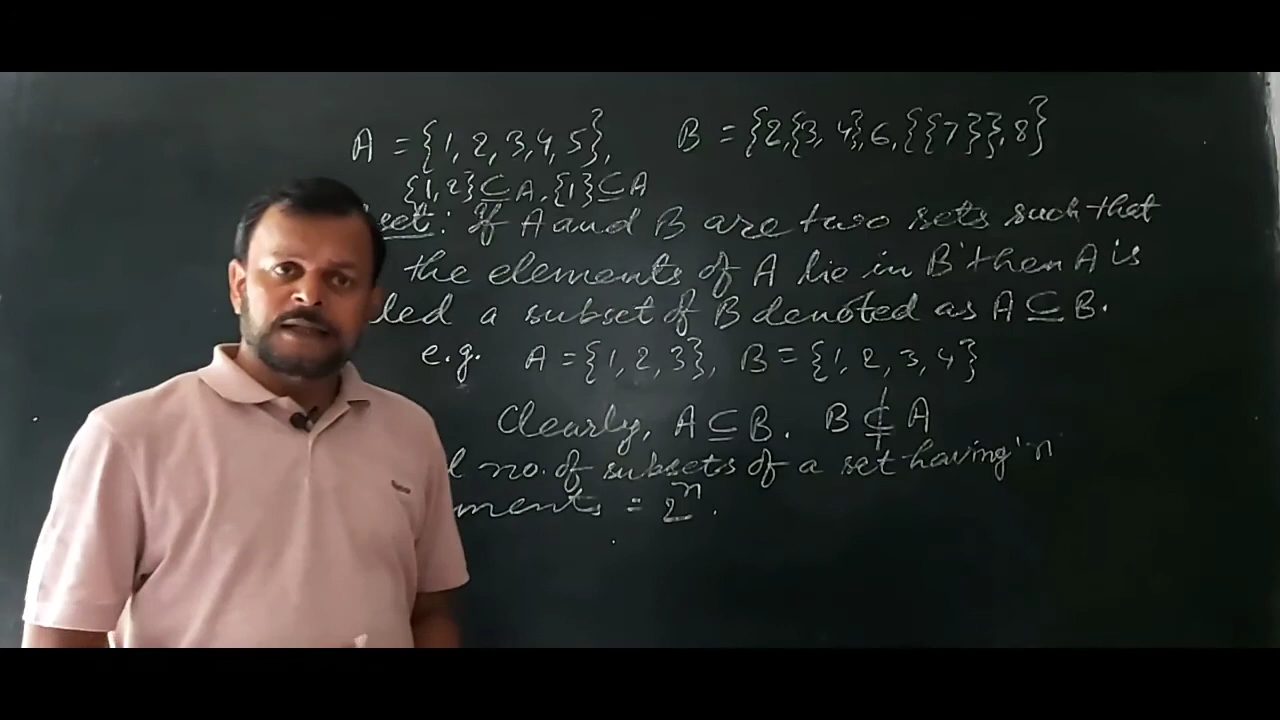 A = {1, 2, 3, 4, 5}, B = {2, {3, 4}, 6, {{7}}, 8}
{1, 2} ⊆ A, {1} ⊆ A
set: If A and B are two sets such that
the elements of A lie in B then A is
led a subset of B denoted as A ⊆ B.
e.g. A = {1, 2, 3}, B = {1, 2, 3, 4}
Clearly, A ⊆ B. B ⊄ A
l no. of subsets of a set having 'n'
ments = 2ⁿ.